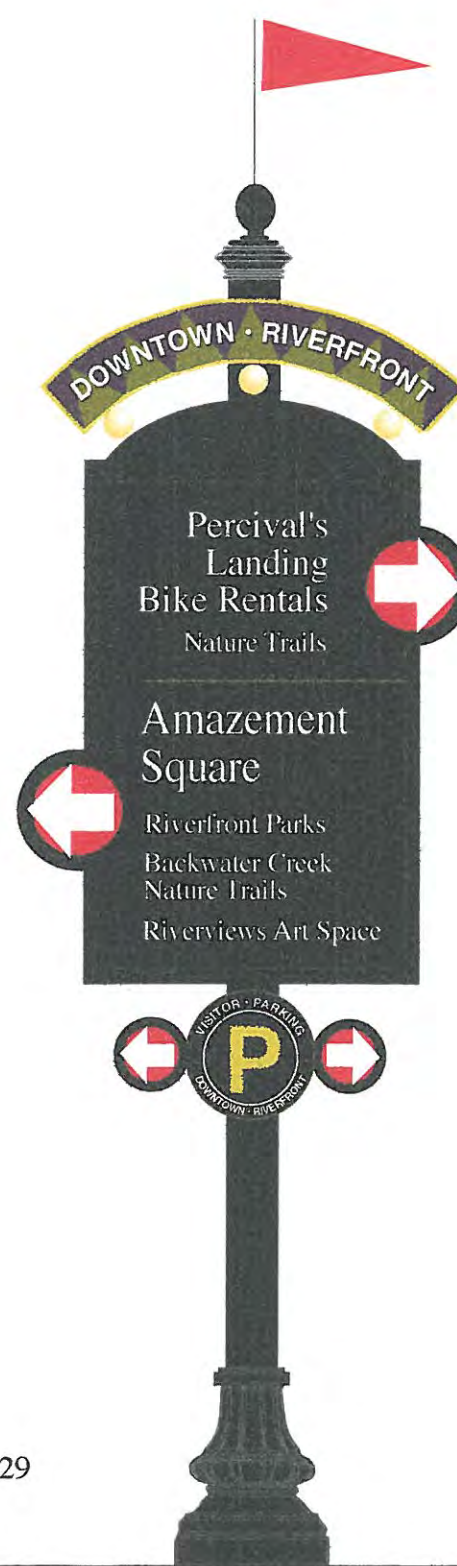 DOWNTOWN · RIVERFRONT
Percival's
Landing
Bike Rentals
Nature Trails
Amazement
Square
Riverfront Parks
Backwater Creek
Nature Trails
Riverviews Art Space
VISITOR · PARKING
P
DOWNTOWN · RIVERFRONT
29